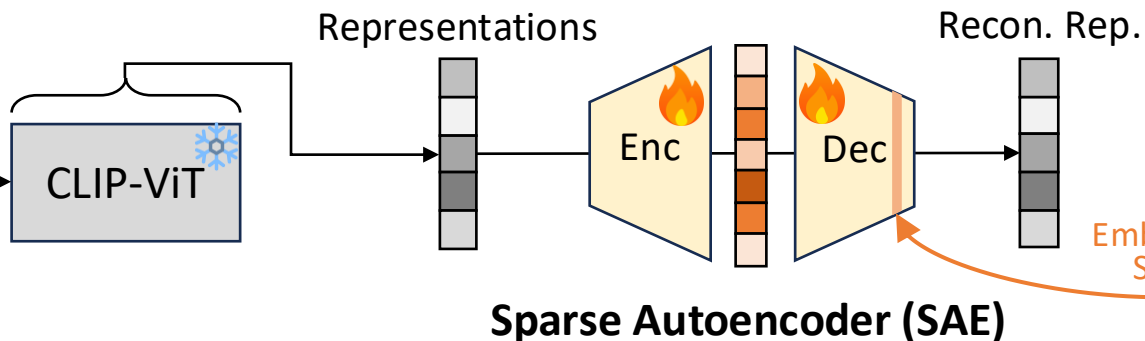 Representations
Recon. Rep.
Enc
Dec
CLIP-ViT
Sparse Autoencoder (SAE)